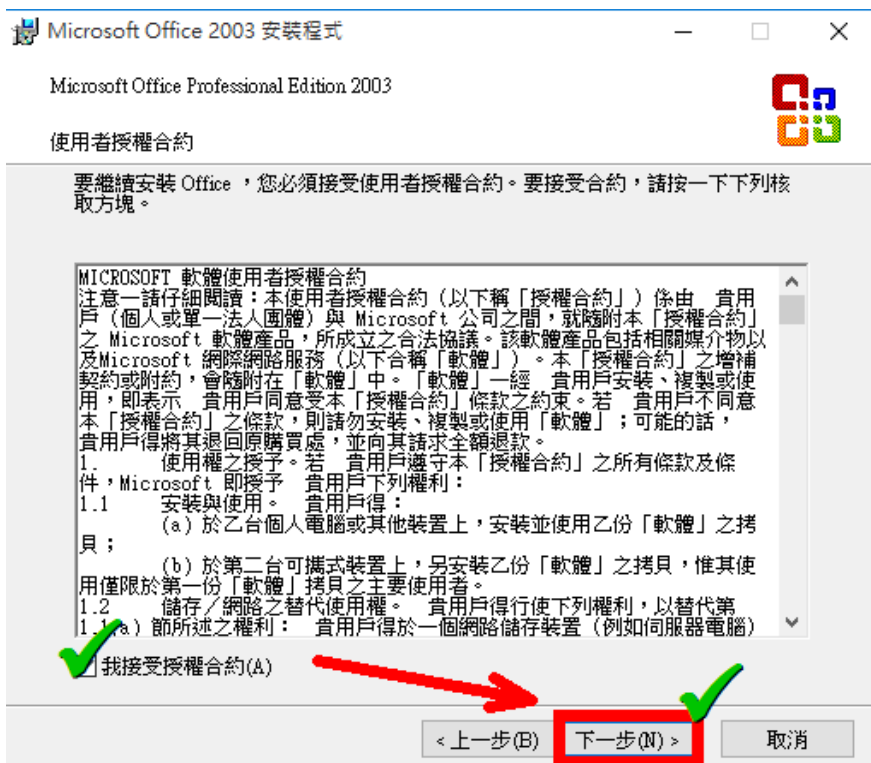 Microsoft Office 2003 安裝程式
Microsoft Office Professional Edition 2003
使用者授權合約
要繼續安裝 Office ，您必須接受使用者授權合約。要接受合約，請按一下下列核
取方塊。
MICROSOFT 軟體使用者授權合約
注意—請仔細閱讀：本使用者授權合約（以下稱「授權合約」）係由　貴用
戶（個人或單一法人團體）與 Microsoft 公司之間，就隨附本「授權合約」
之 Microsoft 軟體產品，所成立之合法協議。該軟體產品包括相關媒介物以
及Microsoft 網際網路服務（以下合稱「軟體」）。本「授權合約」之增補
契約或附約，會隨附在「軟體」中。「軟體」一經　貴用戶安裝、複製或使
用，即表示　貴用戶同意受本「授權合約」條款之約束。若　貴用戶不同意
本「授權合約」之條款，則請勿安裝、複製或使用「軟體」；可能的話，
貴用戶得將其退回原購買處，並向其請求全額退款。
1.　　使用權之授予。若　貴用戶遵守本「授權合約」之所有條款及條
件，Microsoft 即授予　貴用戶下列權利：
1.1　　安裝與使用。　貴用戶得：
(a) 於乙台個人電腦或其他裝置上，安裝並使用乙份「軟體」之拷
貝；
(b) 於第二台可攜式裝置上，另安裝乙份「軟體」之拷貝，惟其使
用僅限於第一份「軟體」拷貝之主要使用者。
1.2　　儲存／網路之替代使用權。　貴用戶得行使下列權利，以替代第
1.1(a) 節所述之權利：　貴用戶得於一個網路儲存裝置（例如伺服器電腦）
我接受授權合約(A)
< 上一步(B)　下一步(N) >　取消